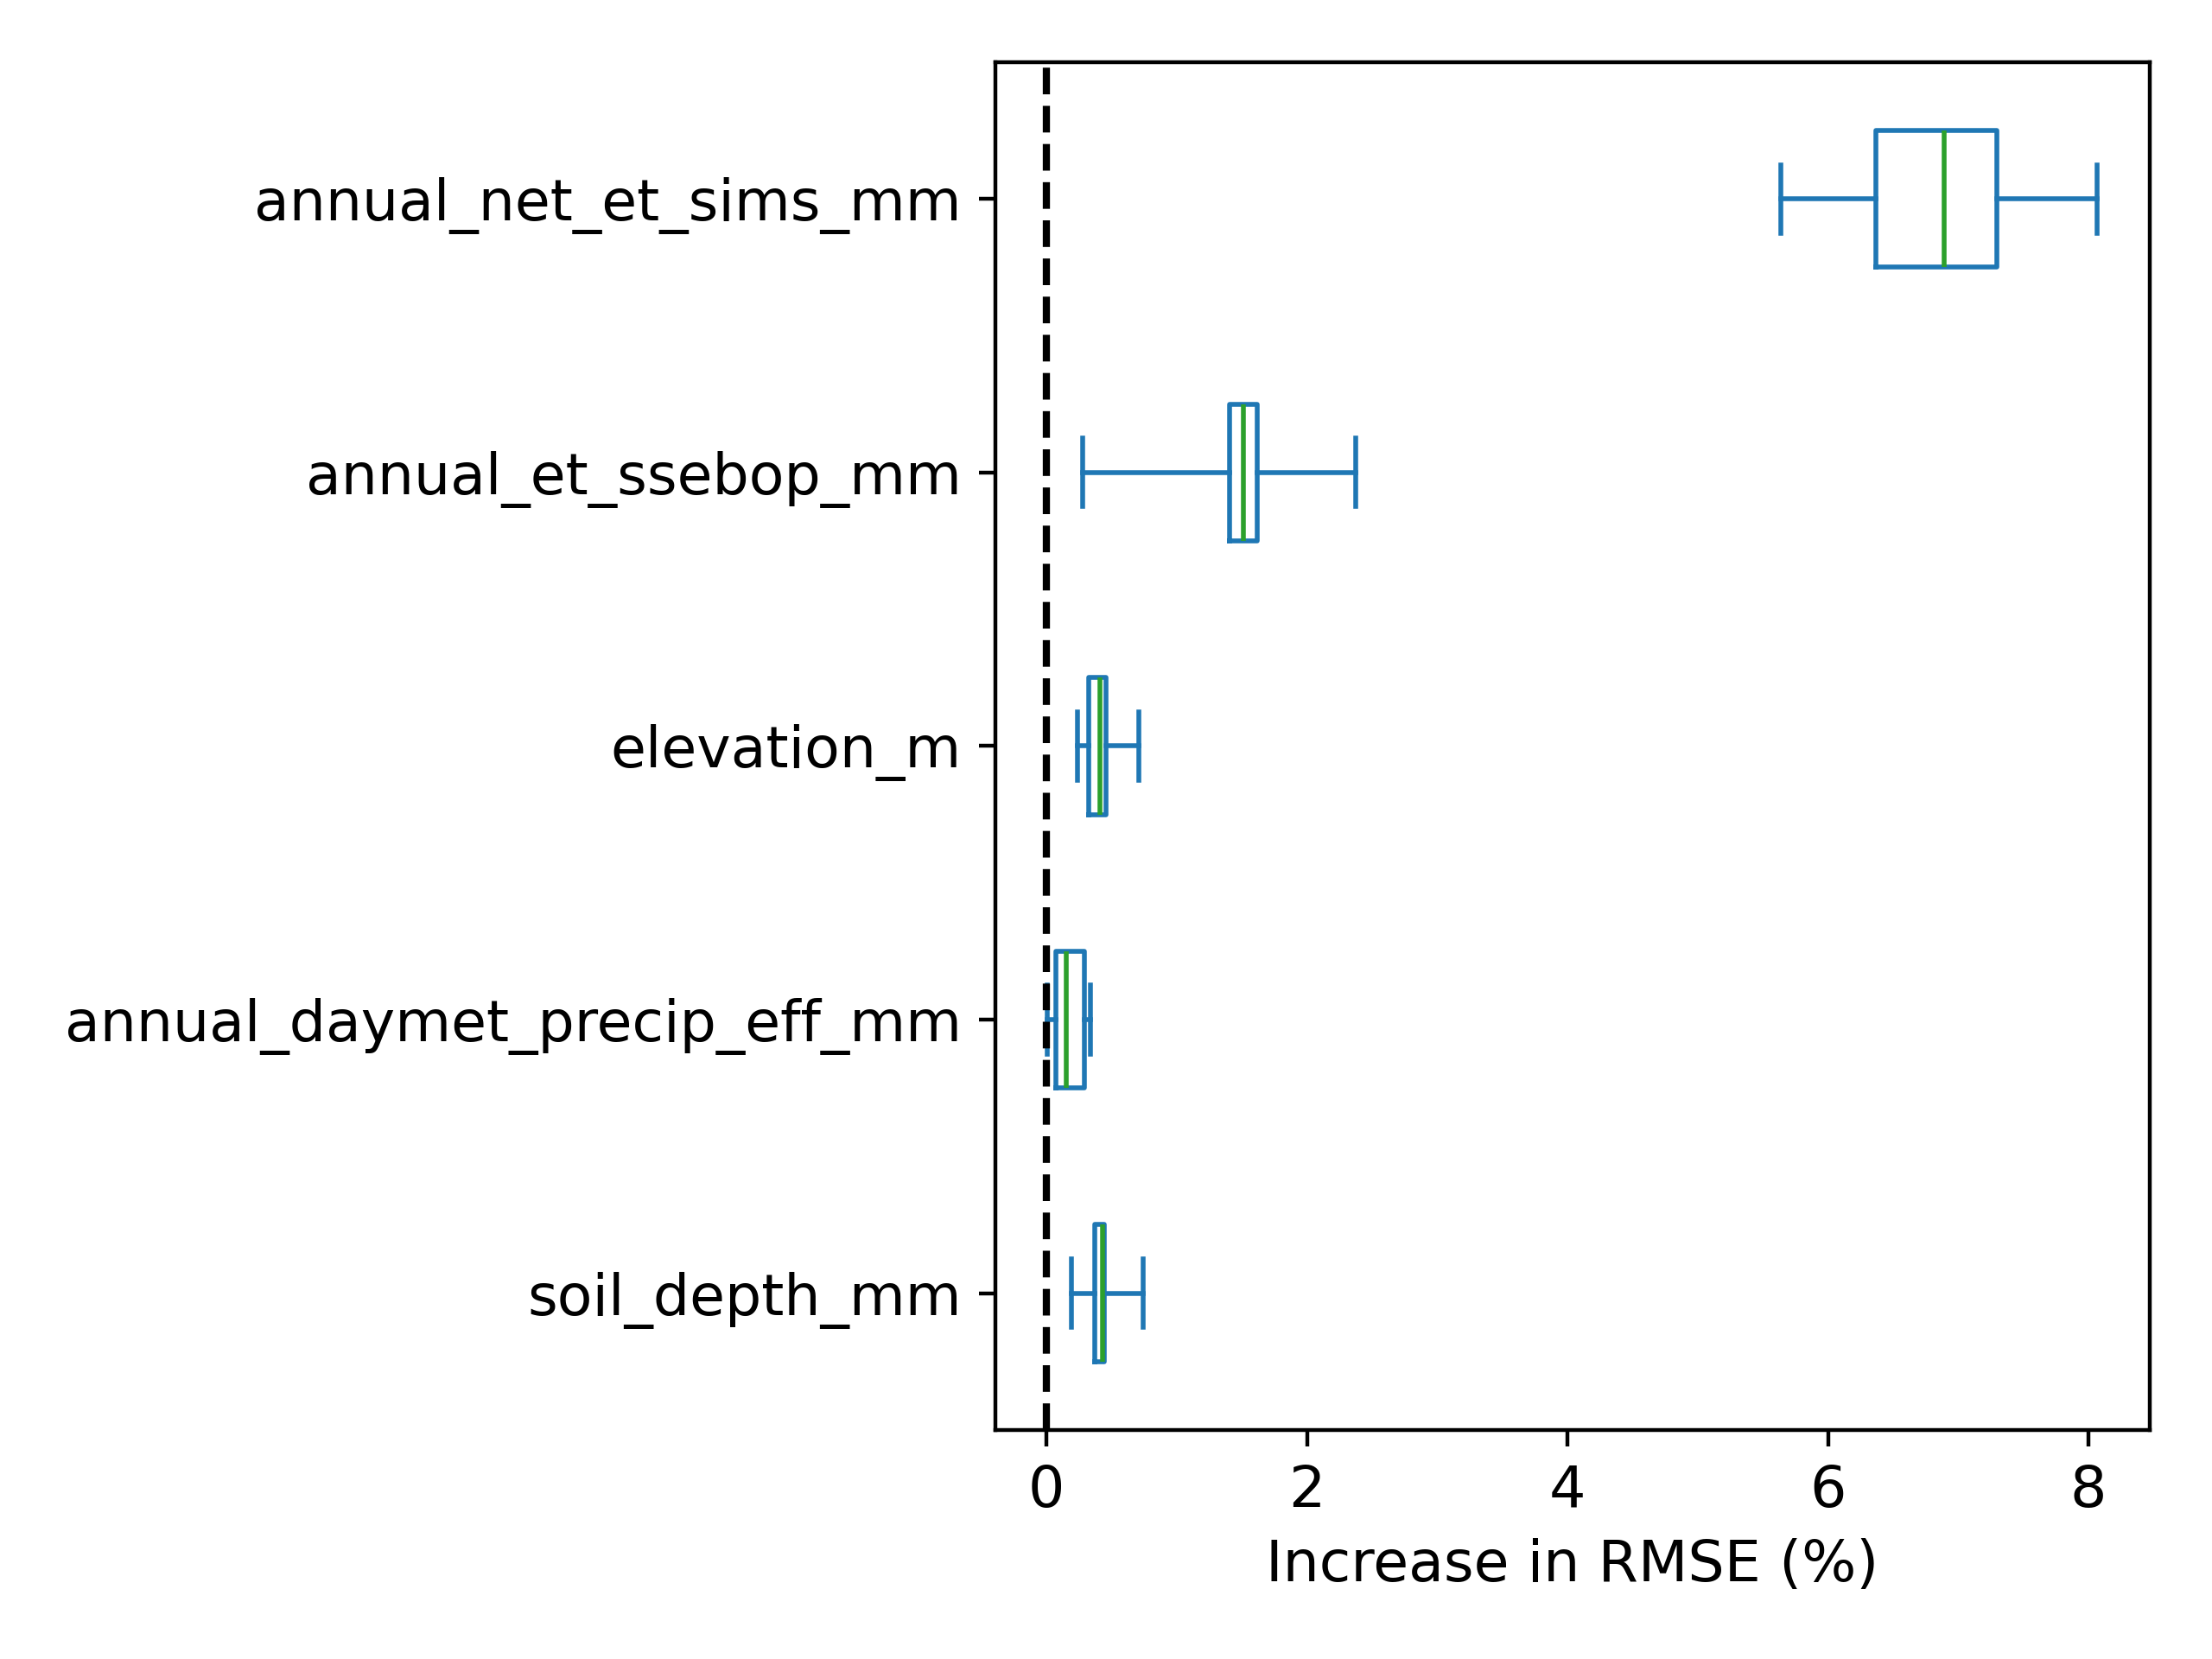 annual_net_et_sims_mm
annual_et_ssebop_mm
elevation_m
annual_daymet_precip_eff_mm
soil_depth_mm
0 2 4 6 8
Increase in RMSE (%)